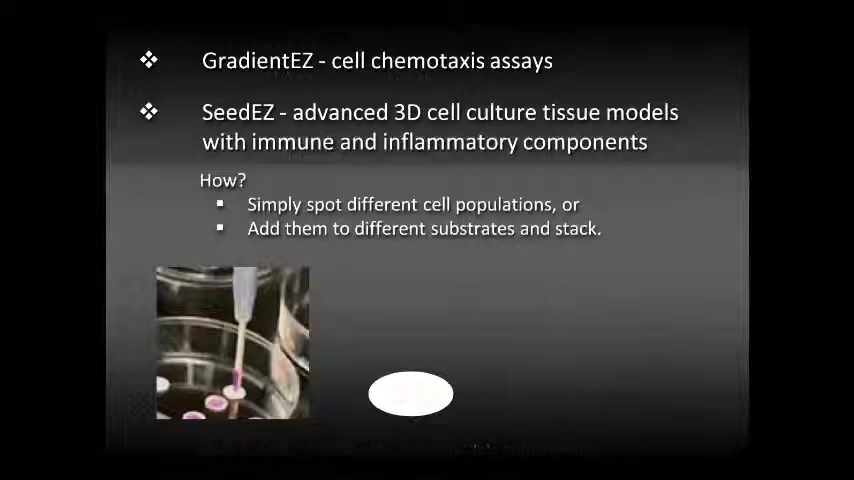 GradientEZ - cell chemotaxis assays
SeedEZ - advanced 3D cell culture tissue models
with immune and inflammatory components
How?
Simply spot different cell populations, or
Add them to different substrates and stack.